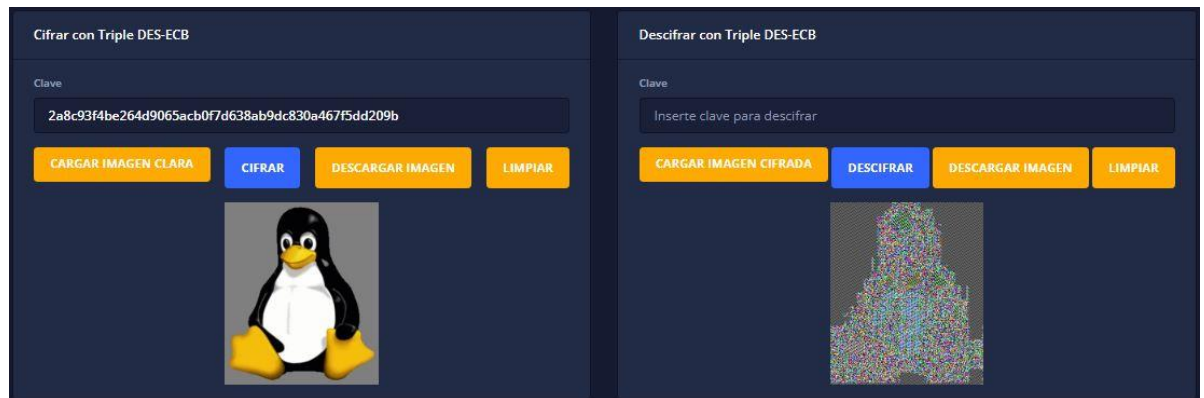 Cifrar con Triple DES-ECB
Clave
2a8c93f4be264d9065acb0f7d638ab9dc830a467f5dd209b
CARGAR IMAGEN CLARA
CIFRAR
DESCARGAR IMAGEN
LIMPIAR
Descifrar con Triple DES-ECB
Clave
Inserte clave para descifrar
CARGAR IMAGEN CIFRADA
DESCIFRAR
DESCARGAR IMAGEN
LIMPIAR